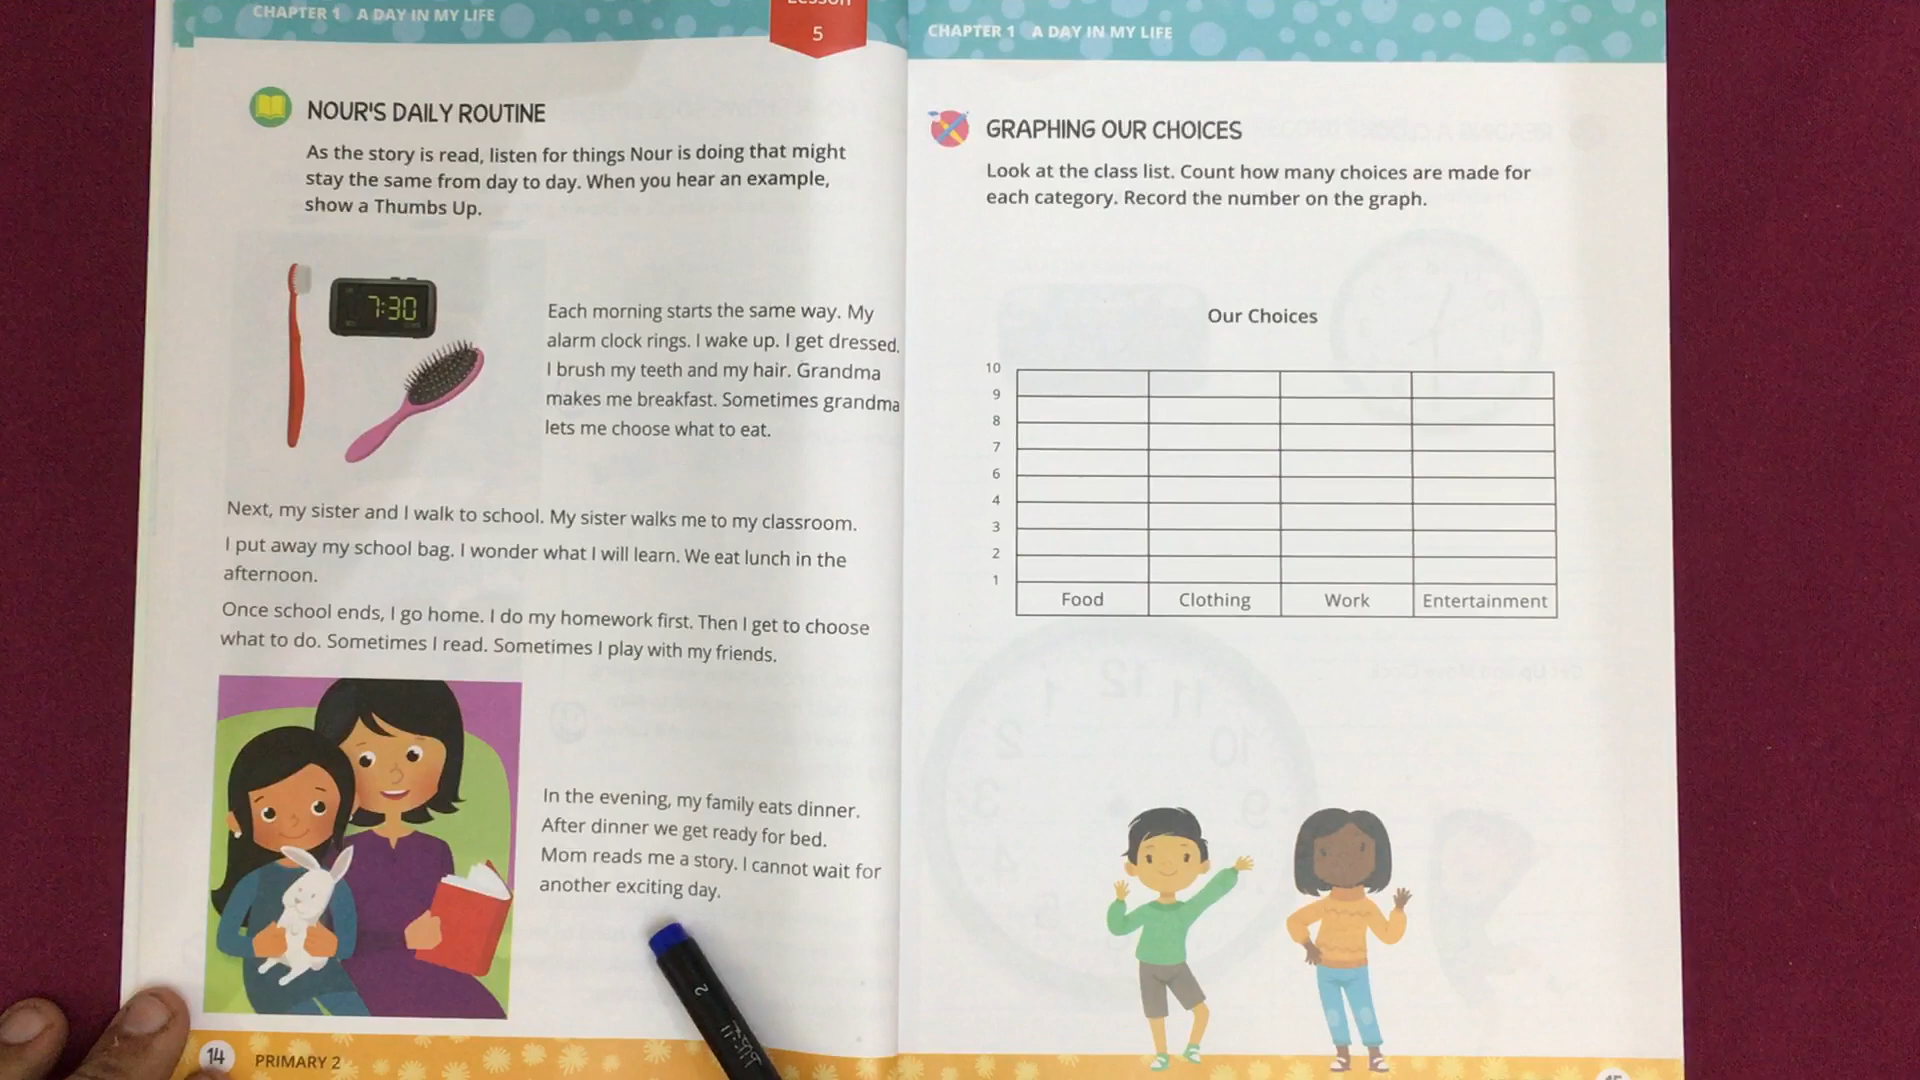 CHAPTER 1 A DAY IN MY LIFE
Lesson
5
NOUR'S DAILY ROUTINE
As the story is read, listen for things Nour is doing that might
stay the same from day to day. When you hear an example,
show a Thumbs Up.
7:30
Each morning starts the same way. My
alarm clock rings. I wake up. I get dressed.
I brush my teeth and my hair. Grandma
makes me breakfast. Sometimes grandma
lets me choose what to eat.
Next, my sister and I walk to school. My sister walks me to my classroom.
I put away my school bag. I wonder what I will learn. We eat lunch in the
afternoon.
Once school ends, I go home. I do my homework first. Then I get to choose
what to do. Sometimes I read. Sometimes I play with my friends.
In the evening, my family eats dinner.
After dinner we get ready for bed.
Mom reads me a story. I cannot wait for
another exciting day.
2
14 PRIMARY 2
CHAPTER 1 A DAY IN MY LIFE
GRAPHING OUR CHOICES
Look at the class list. Count how many choices are made for
each category. Record the number on the graph.
Our Choices
10
9
8
7
6
4
3
2
1
Food Clothing Work Entertainment